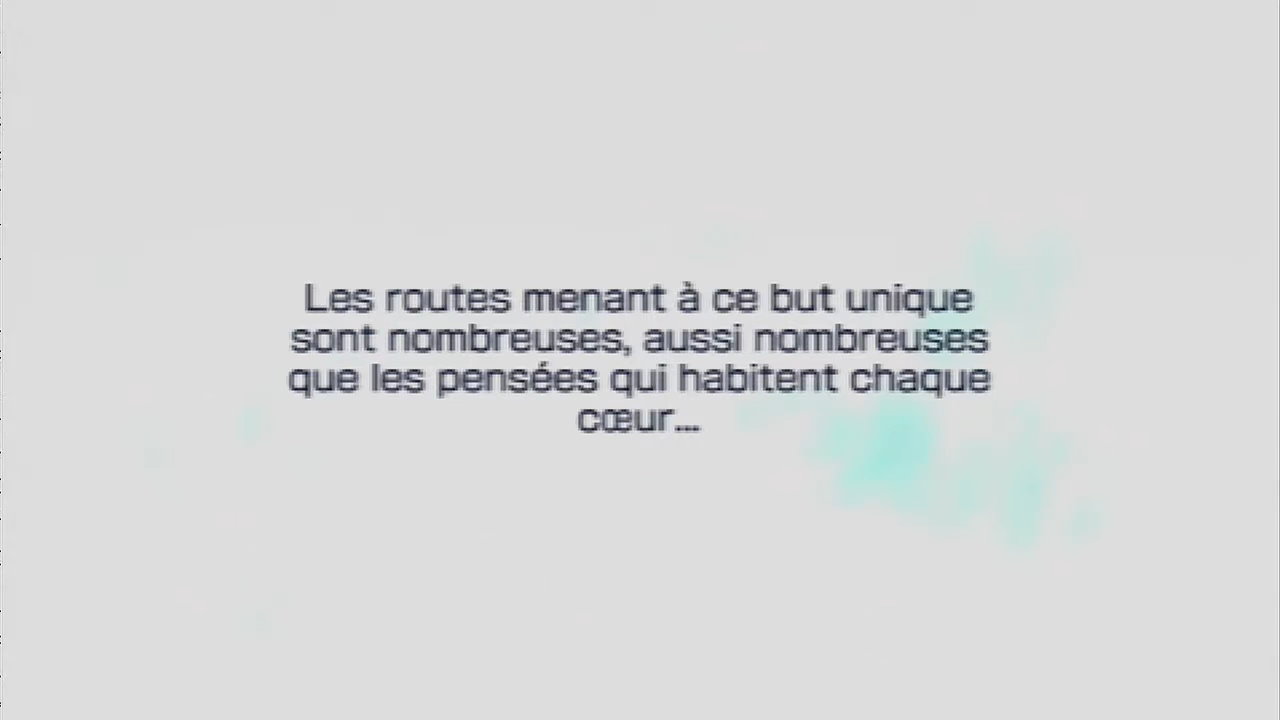 Les routes menant à ce but unique
sont nombreuses, aussi nombreuses
que les pensées qui habitent chaque
cœur...